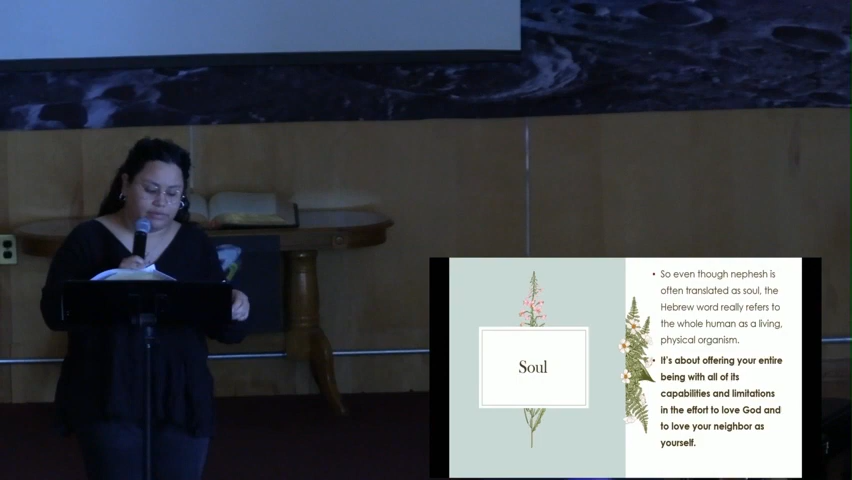 Soul
• So even though nephesh is
often translated as soul, the
Hebrew word really refers to
the whole human as a living,
physical organism.
• It's about offering your entire
being with all of its
capabilities and limitations
in the effort to love God and
to love your neighbor as
yourself.